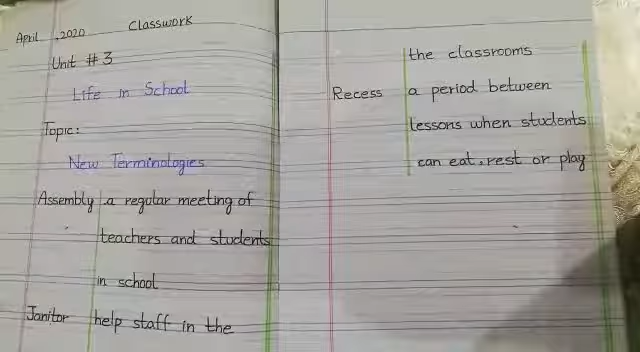 April ,2020 Classwork
Unit # 3
Life in School
Topic:
New Terminologies
Assembly a regular meeting of
teachers and students
in school
Janitor help staff in the
the classrooms
Recess a period between
lessons when students
can eat, rest or play